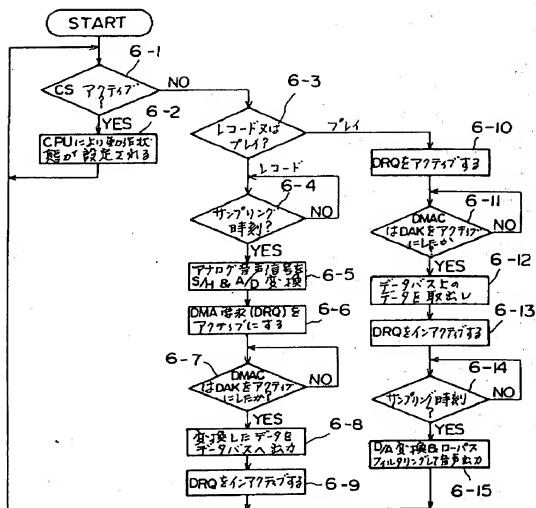 START
6-1
CS アクティブ
?
NO
YES
6-2
CPUにより動作状
態が設定される
6-3
レコード又は
プレイ?
プレイ
レコード
6-4
サンプリング
時刻?
NO
YES
アナログ音声信号を
S/H & A/D 変換
6-5
DMA要求(DRQ)を
アクティブにする
6-6
6-7
DMAC
はDAKをアクティブ
にしたか?
NO
YES
変換したデータを
データバスへ出力
6-8
DRQをインアクティブする
6-9
6-10
DRQをアクティブする
6-11
DMAC
はDAKをアクティブ
にしたか
NO
YES
6-12
データバス上の
データを取出し
6-13
DRQをインアクティブする
6-14
サンプリング時刻
?
NO
YES
D/A変換&ローパス
フィルタリングして音声出力
6-15